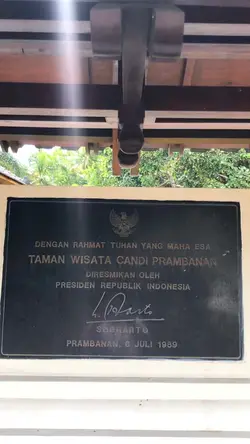 DENGAN RAHMAT TUHAN YANG MAHA ESA
TAMAN WISATA CANDI PRAMBANAN
DIRESMIKAN OLEH
PRESIDEN REPUBLIK INDONESIA
SOEHARTO
PRAMBANAN, 6 JULI 1989